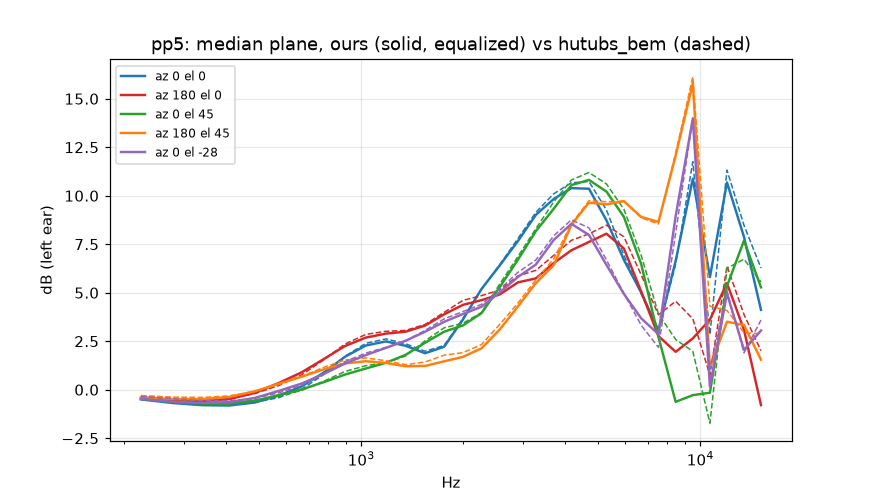 pp5: median plane, ours (solid, equalized) vs hutubs_bem (dashed)
az 0 el 0
az 180 el 0
az 0 el 45
az 180 el 45
az 0 el -28
15.0
12.5
10.0
7.5
5.0
2.5
0.0
−2.5
dB (left ear)
10³
10⁴
Hz